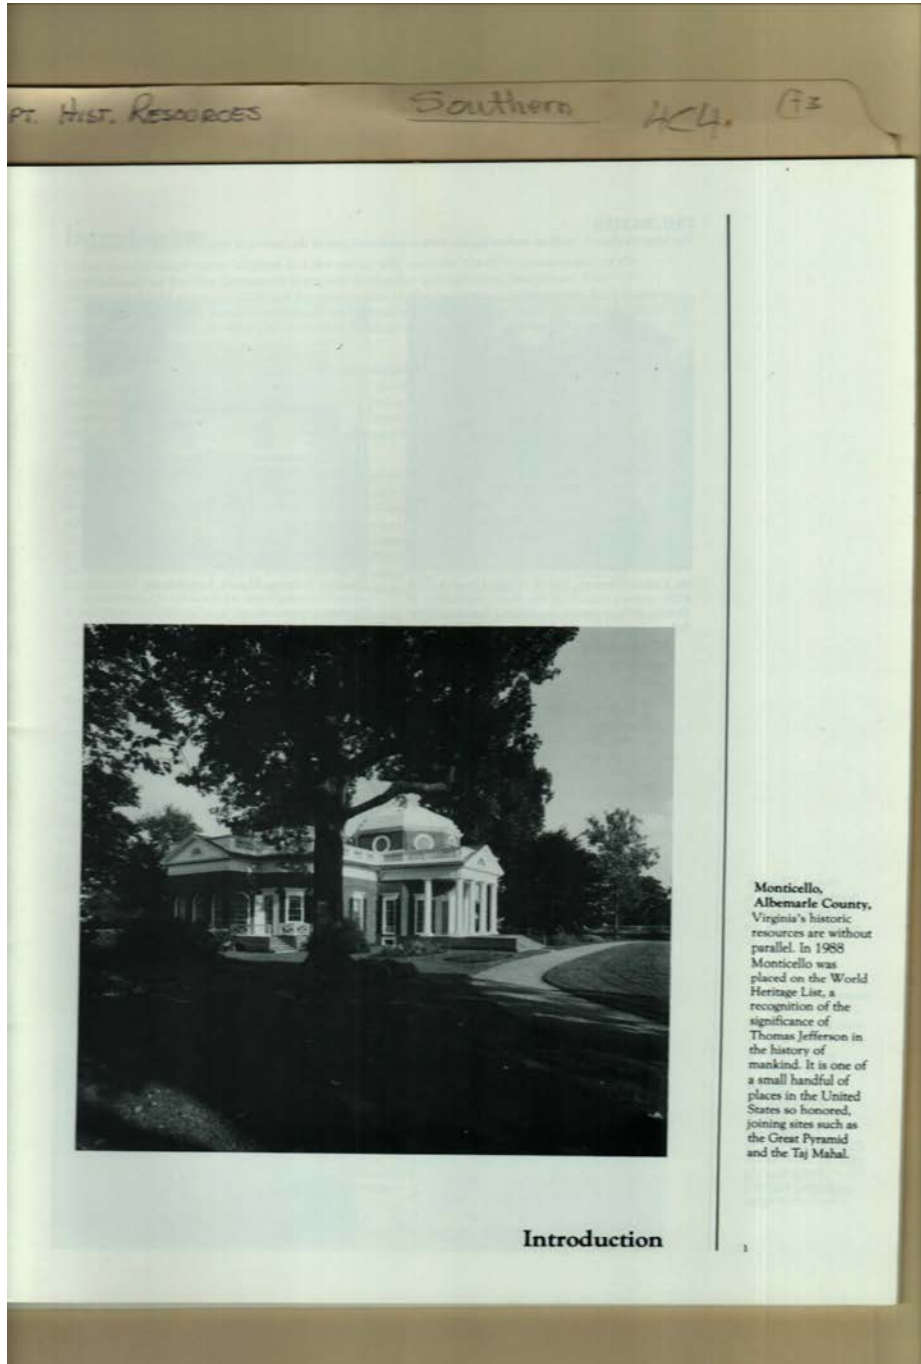 PT. HIST. RESOURCES Southern 4C4.
Monticello,
Albemarle County,
Virginia's historic
resources are without
parallel. In 1988
Monticello was
placed on the World
Heritage List, a
recognition of the
significance of
Thomas Jefferson in
the history of
mankind. It is one of
a small handful of
places in the United
States so honored,
joining sites such as
the Great Pyramid
and the Taj Mahal.
Introduction
1